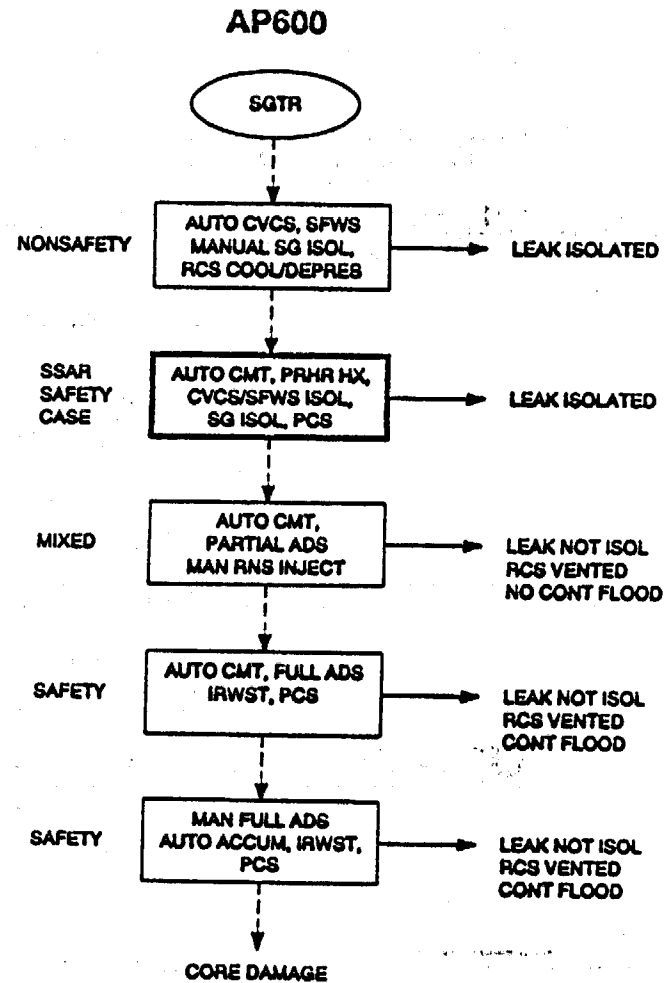 AP600
SGTR
NONSAFETY
AUTO CVCS, SFWS
MANUAL SG ISOL,
RCS COOL/DEPRES
LEAK ISOLATED
SSAR
SAFETY
CASE
AUTO CMT, PRHR HX,
CVCS/SFWS ISOL,
SG ISOL, PCS
LEAK ISOLATED
MIXED
AUTO CMT,
PARTIAL ADS
MAN RNS INJECT
LEAK NOT ISOL
RCS VENTED
NO CONT FLOOD
SAFETY
AUTO CMT, FULL ADS
IRWST, PCS
LEAK NOT ISOL
RCS VENTED
CONT FLOOD
SAFETY
MAN FULL ADS
AUTO ACCUM, IRWST,
PCS
LEAK NOT ISOL
RCS VENTED
CONT FLOOD
CORE DAMAGE